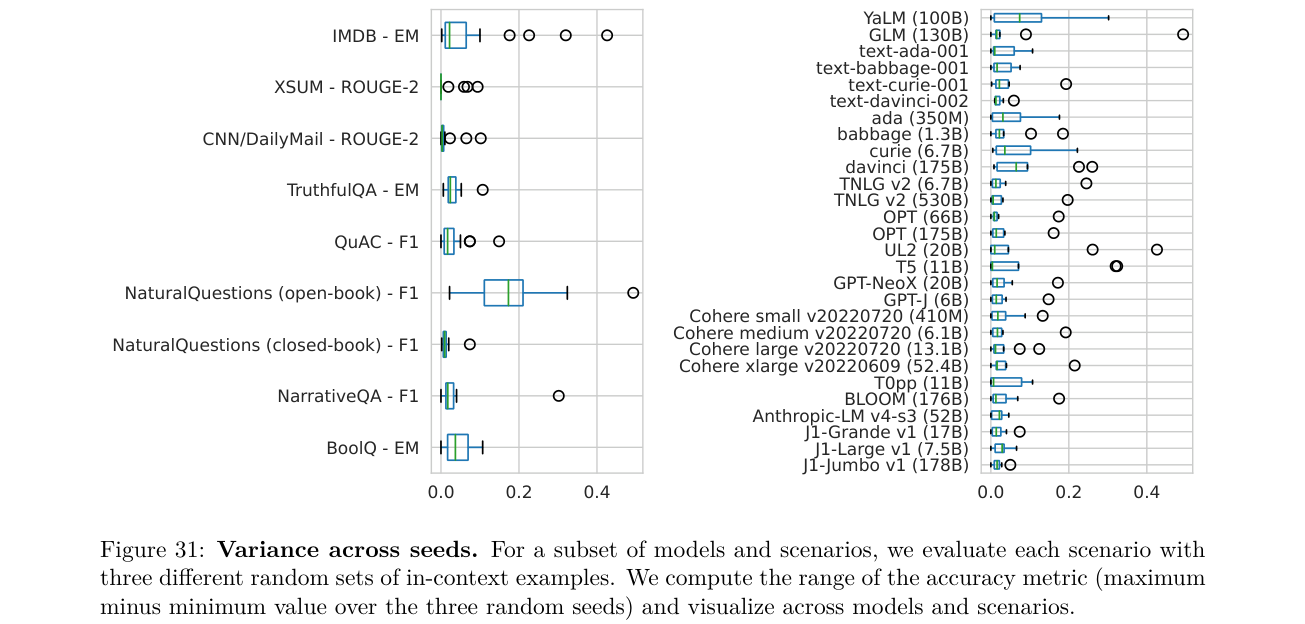 IMDB - EM
XSUM - ROUGE-2
CNN/DailyMail - ROUGE-2
TruthfulQA - EM
QuAC - F1
NaturalQuestions (open-book) - F1
NaturalQuestions (closed-book) - F1
NarrativeQA - F1
BoolQ - EM
0.0 0.2 0.4
YaLM (100B)
GLM (130B)
text-ada-001
text-babbage-001
text-curie-001
text-davinci-002
ada (350M)
babbage (1.3B)
curie (6.7B)
davinci (175B)
TNLG v2 (6.7B)
TNLG v2 (530B)
OPT (66B)
OPT (175B)
UL2 (20B)
T5 (11B)
GPT-NeoX (20B)
GPT-J (6B)
Cohere small v20220720 (410M)
Cohere medium v20220720 (6.1B)
Cohere large v20220720 (13.1B)
Cohere xlarge v20220609 (52.4B)
T0pp (11B)
BLOOM (176B)
Anthropic-LM v4-s3 (52B)
J1-Grande v1 (17B)
J1-Large v1 (7.5B)
J1-Jumbo v1 (178B)
0.0 0.2 0.4
Figure 31: Variance across seeds. For a subset of models and scenarios, we evaluate each scenario with
three different random sets of in-context examples. We compute the range of the accuracy metric (maximum
minus minimum value over the three random seeds) and visualize across models and scenarios.